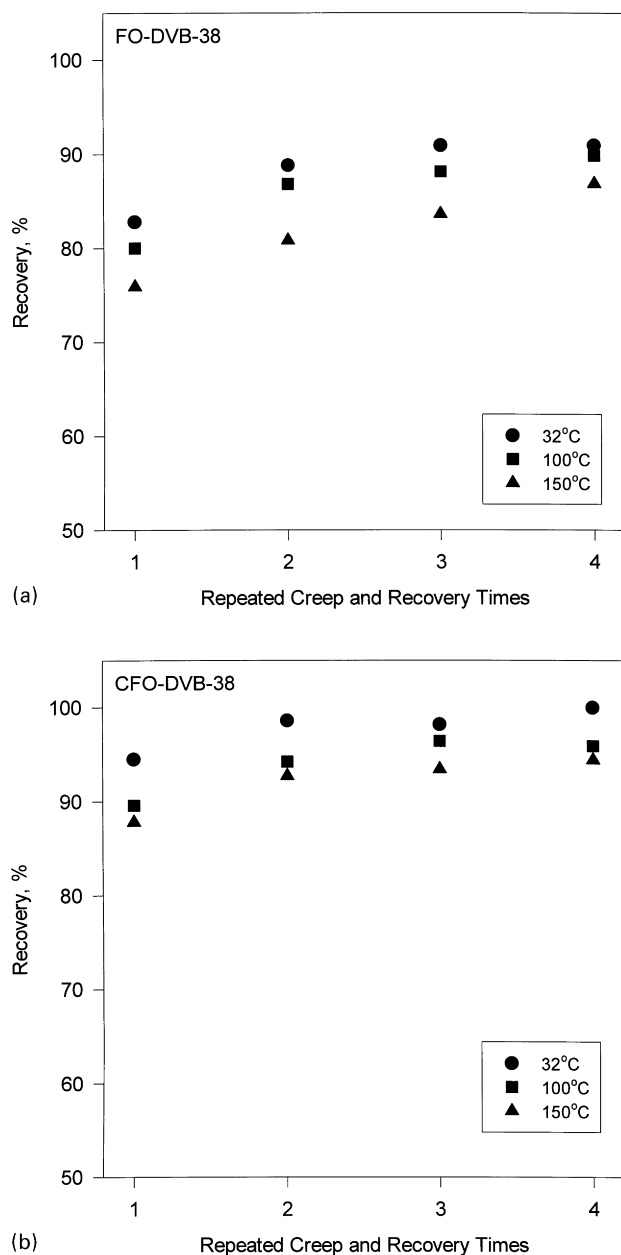 FO-DVB-38
100
90
80
70
60
50
Recovery, %
32°C
100°C
150°C
1 2 3 4
(a)
Repeated Creep and Recovery Times
CFO-DVB-38
100
90
80
70
60
50
Recovery, %
32°C
100°C
150°C
1 2 3 4
(b)
Repeated Creep and Recovery Times